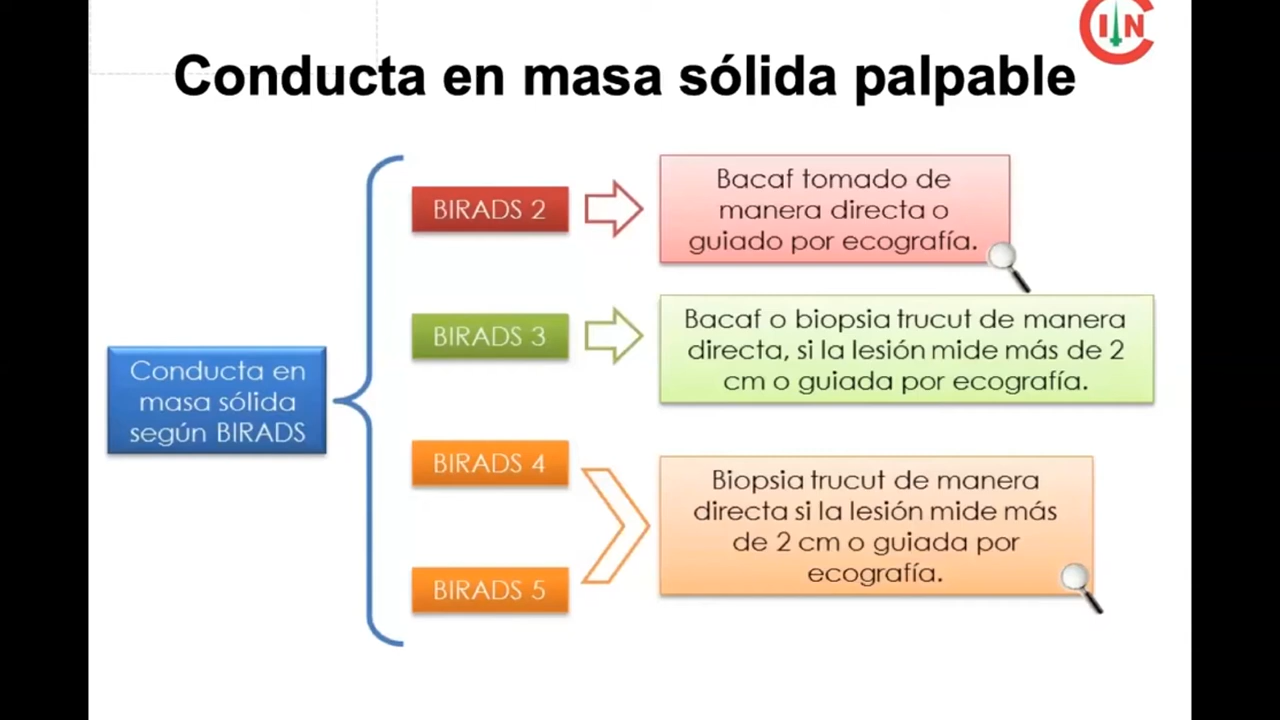 Conducta en masa sólida palpable
CIN
Conducta en
masa sólida
según BIRADS
BIRADS 2
Bacaf tomado de
manera directa o
guiado por ecografía.
BIRADS 3
Bacaf o biopsia trucut de manera
directa, si la lesión mide más de 2
cm o guiada por ecografía.
BIRADS 4
BIRADS 5
Biopsia trucut de manera
directa si la lesión mide más
de 2 cm o guiada por
ecografía.